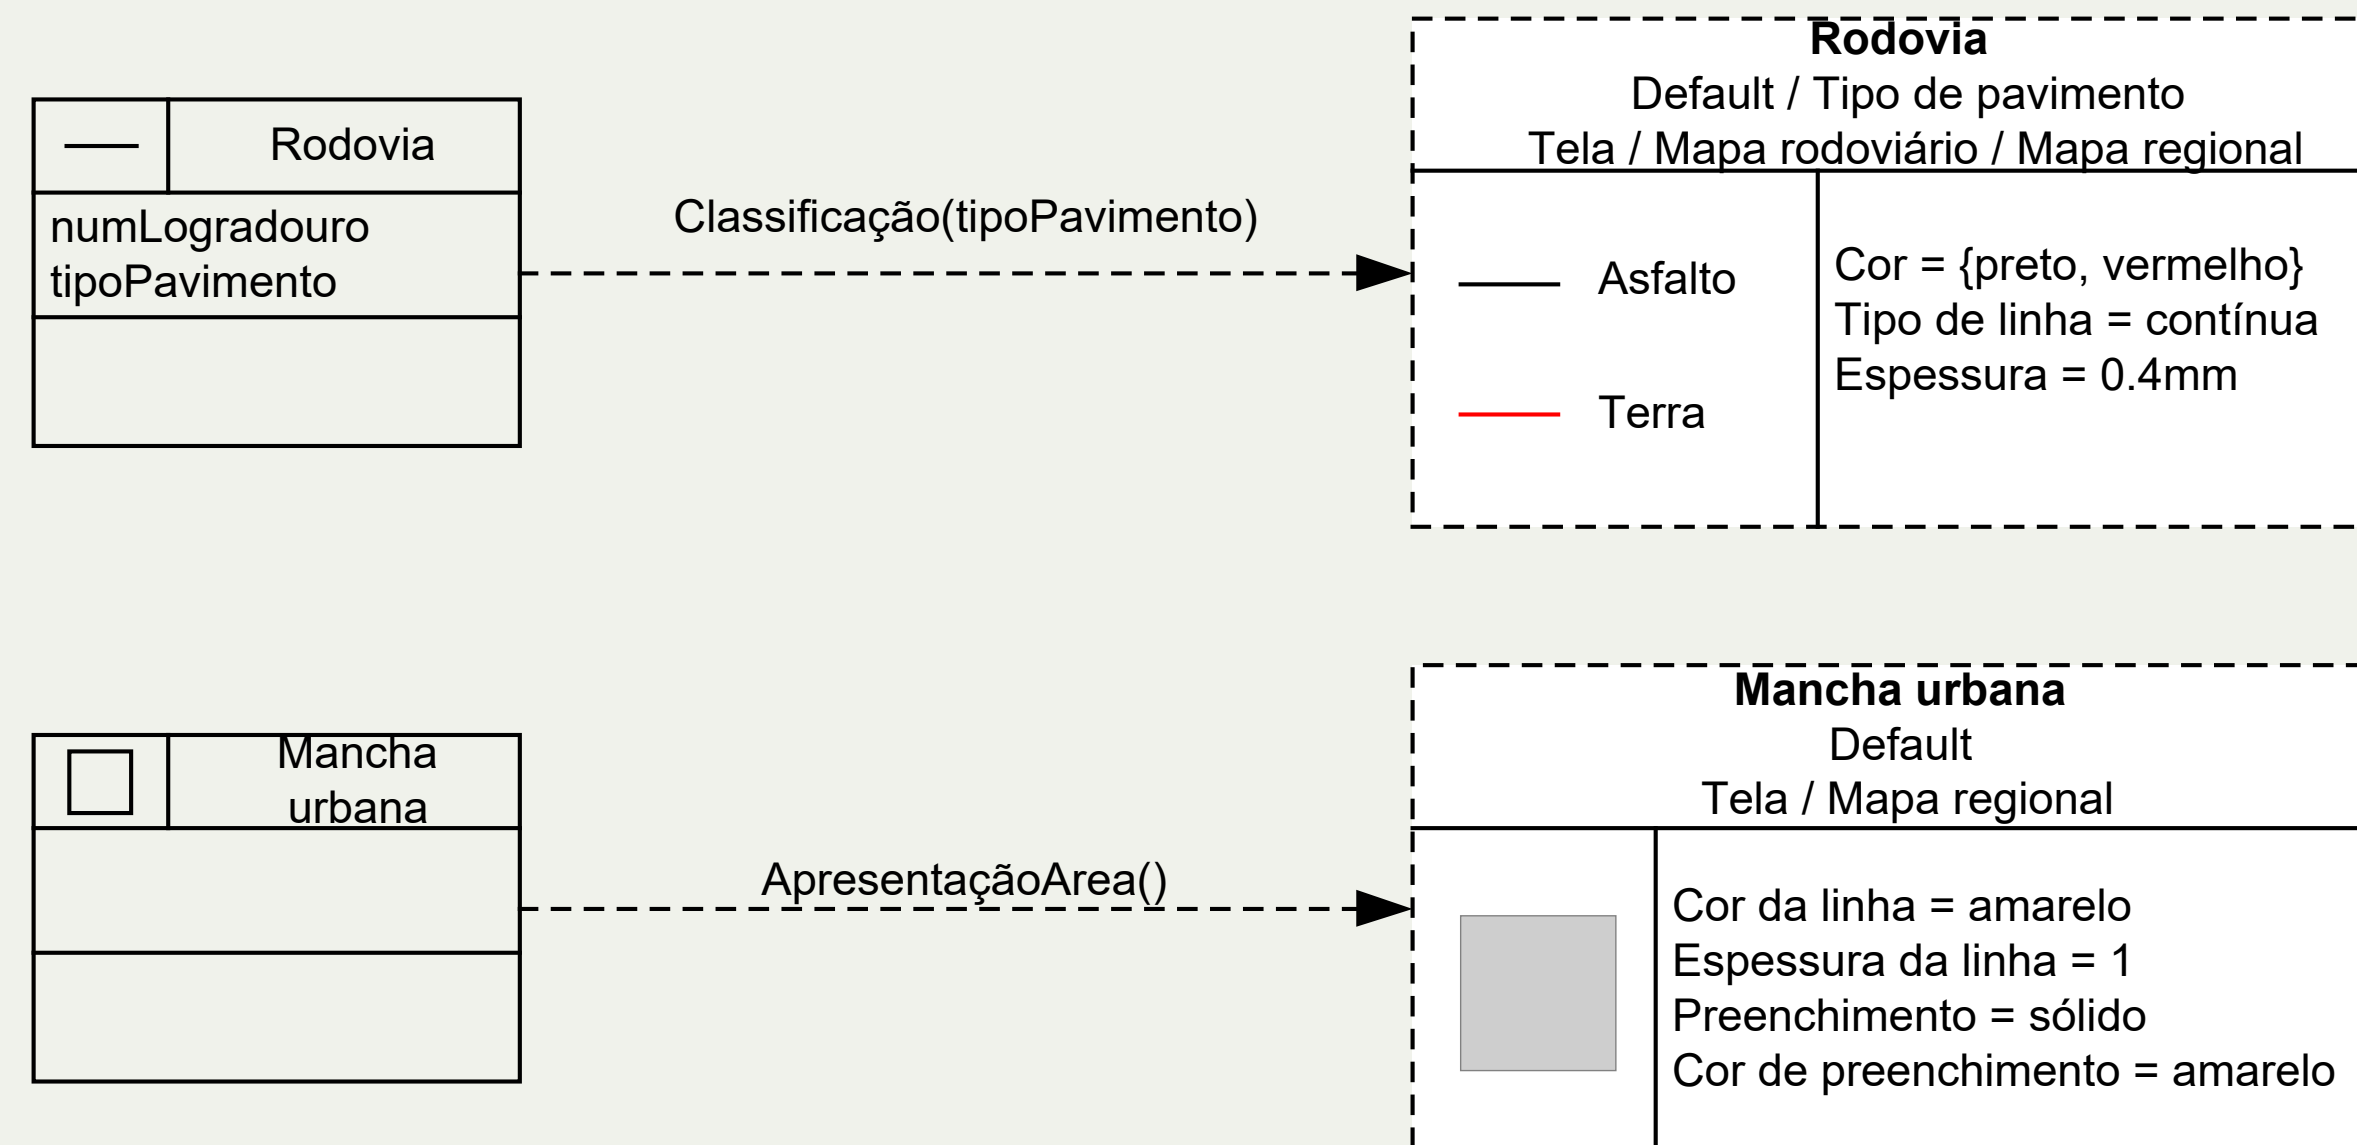 Rodovia
numLogradouro
tipoPavimento
Classificação(tipoPavimento)
Rodovia
Default / Tipo de pavimento
Tela / Mapa rodoviário / Mapa regional
Asfalto
Terra
Cor = {preto, vermelho}
Tipo de linha = contínua
Espessura = 0.4mm
Mancha
urbana
ApresentaçãoArea()
Mancha urbana
Default
Tela / Mapa regional
Cor da linha = amarelo
Espessura da linha = 1
Preenchimento = sólido
Cor de preenchimento = amarelo